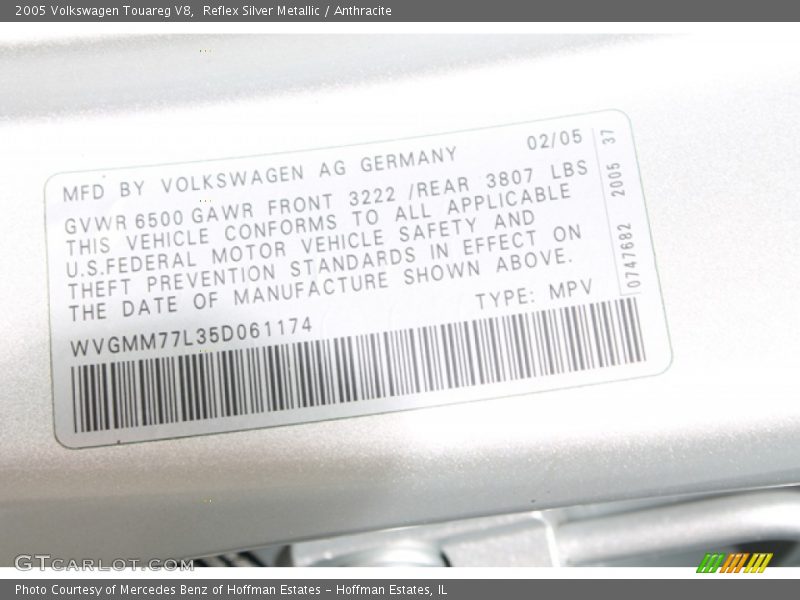 2005 Volkswagen Touareg V8, Reflex Silver Metallic / Anthracite
MFD BY VOLKSWAGEN AG GERMANY 02/05
GVWR 6500 GAWR FRONT 3222 /REAR 3807 LBS
THIS VEHICLE CONFORMS TO ALL APPLICABLE
U.S.FEDERAL MOTOR VEHICLE SAFETY AND
THEFT PREVENTION STANDARDS IN EFFECT ON
THE DATE OF MANUFACTURE SHOWN ABOVE.
TYPE: MPV
WVGMM77L35D061174
0747682 2005 37
GTCARLOT.COM
Photo Courtesy of Mercedes Benz of Hoffman Estates - Hoffman Estates, IL